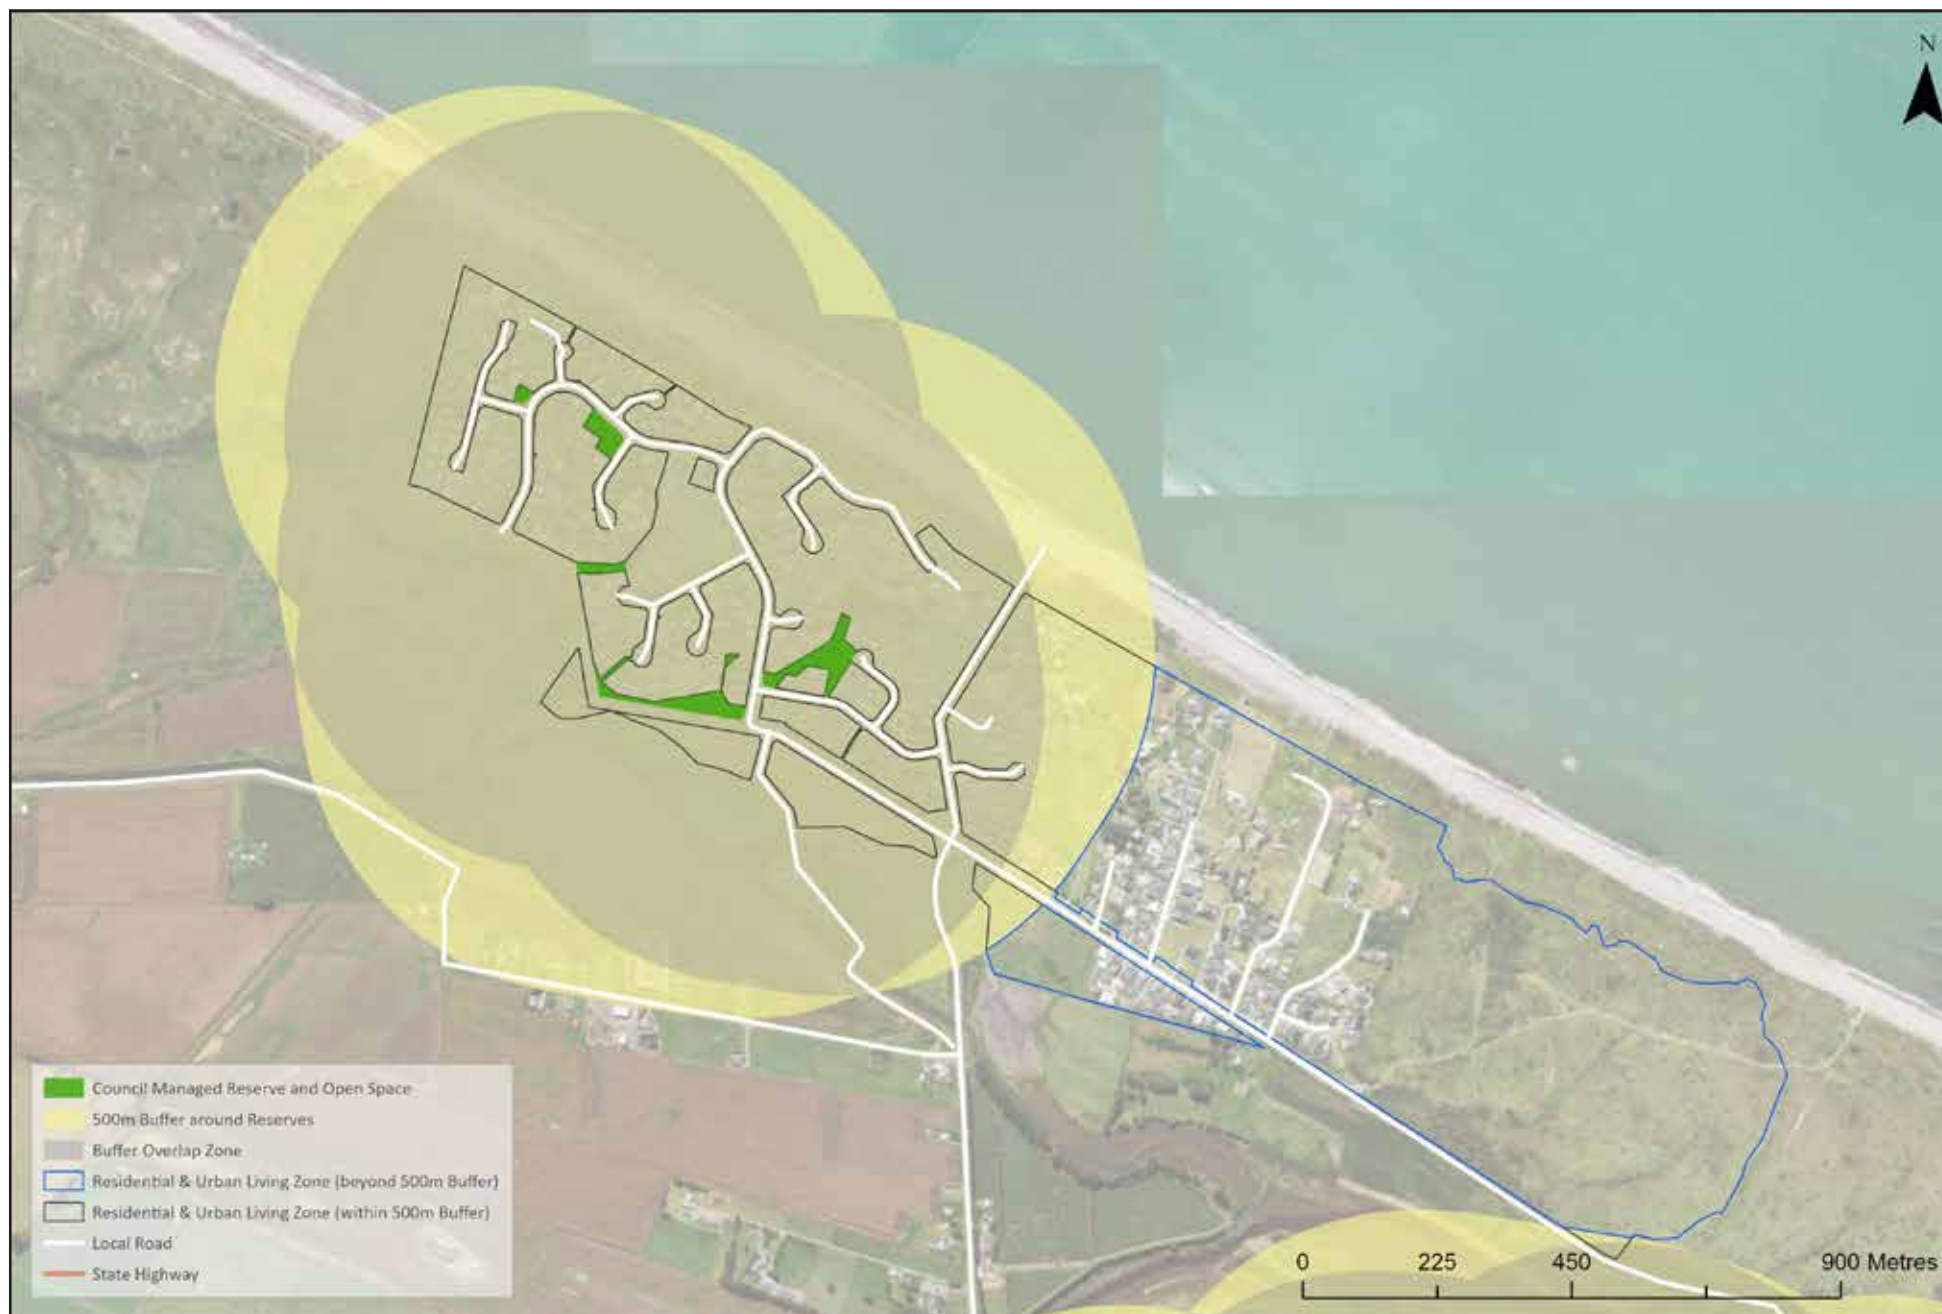 N
Council Managed Reserve and Open Space
500m Buffer around Reserves
Buffer Overlap Zone
Residential & Urban Living Zone (beyond 500m Buffer)
Residential & Urban Living Zone (within 500m Buffer)
Local Road
State Highway
0 225 450 900 Metres